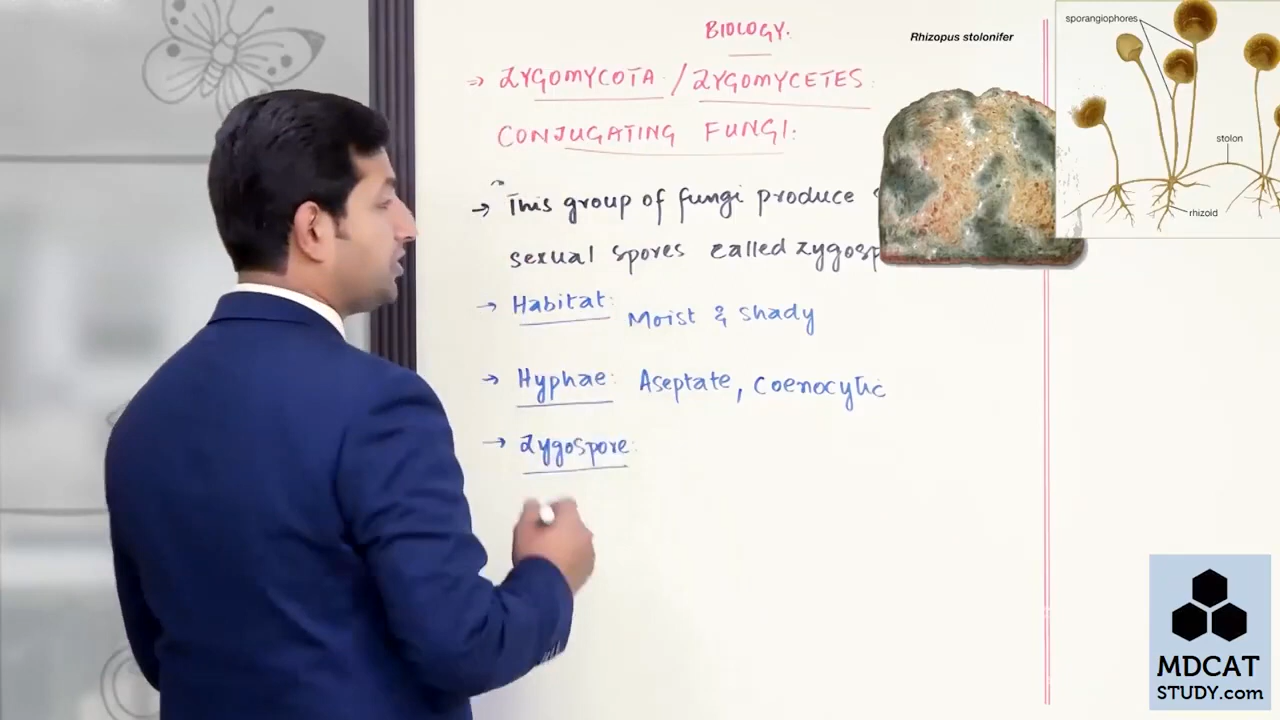 BIOLOGY.
→ ZYGOMYCOTA / ZYGOMYCETES
CONJUGATING FUNGI:
→ This group of fungi produce
sexual spores called zygosp
→ Habitat: Moist & shady
→ Hyphae: Aseptate, Coenocytic
→ Zygospore:
Rhizopus stolonifer
sporangiophores
stolon
rhizoid
MDCAT
STUDY.com